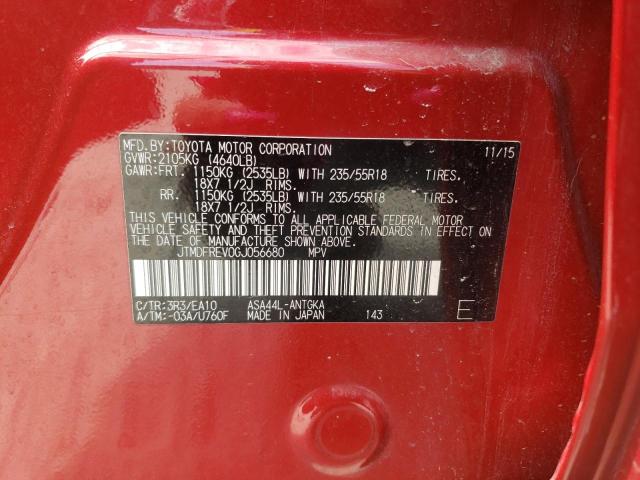 MFD.BY:TOYOTA MOTOR CORPORATION 11/15
GVWR:2105KG (4640LB)
GAWR:FRT. 1150KG (2535LB) WITH 235/55R18 TIRES.
18X7 1/2J RIMS.
RR. 1150KG (2535LB) WITH 235/55R18 TIRES.
18X7 1/2J RIMS.
THIS VEHICLE CONFORMS TO ALL APPLICABLE FEDERAL MOTOR
VEHICLE SAFETY AND THEFT PREVENTION STANDARDS IN EFFECT ON
THE DATE OF MANUFACTURE SHOWN ABOVE.
JTMDFREV0GJ056680 MPV
C/TR:3R3/EA10 ASA44L-ANTGKA
A/TM:-03A/U760F MADE IN JAPAN 143 E